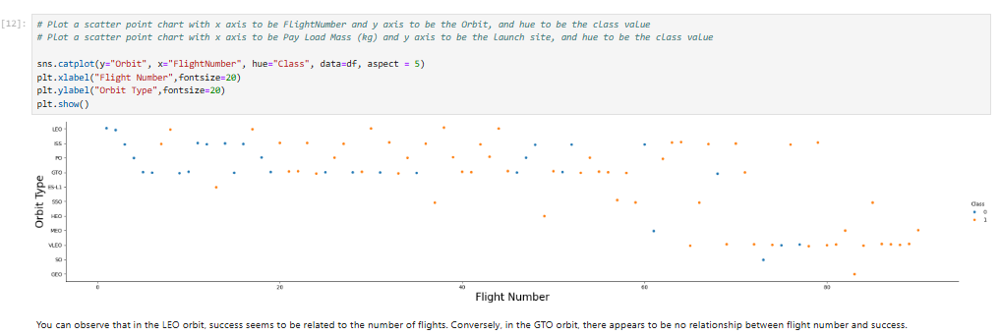 [12]:
# Plot a scatter point chart with x axis to be FlightNumber and y axis to be the Orbit, and hue to be the class value
# Plot a scatter point chart with x axis to be Pay Load Mass (kg) and y axis to be the launch site, and hue to be the class value
sns.catplot(y="Orbit", x="FlightNumber", hue="Class", data=df, aspect = 5)
plt.xlabel("Flight Number",fontsize=20)
plt.ylabel("Orbit Type",fontsize=20)
plt.show()
LEO
ISS
PO
GTO
ES-L1
SSO
HEO
MEO
VLEO
SO
GEO
Orbit Type
0 20 40 60 80
Flight Number
Class
0
1
You can observe that in the LEO orbit, success seems to be related to the number of flights. Conversely, in the GTO orbit, there appears to be no relationship between flight number and success.